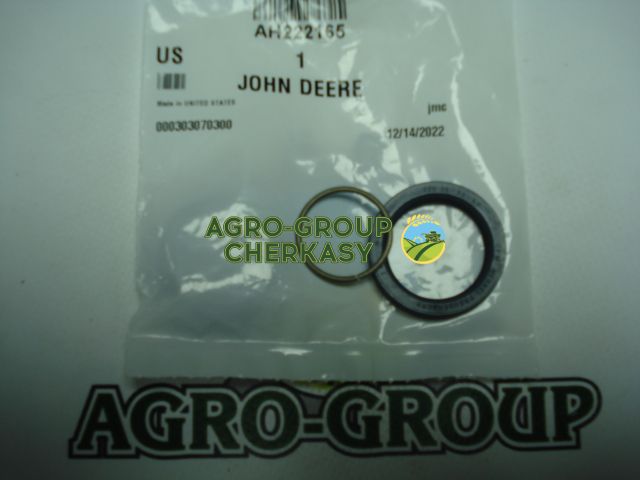 AH222165
US 1
JOHN DEERE
Made in UNITED STATES
jmc
000303070300
12/14/2022
AGRO-GROUP
CHERKASY
AGRO-GROUP